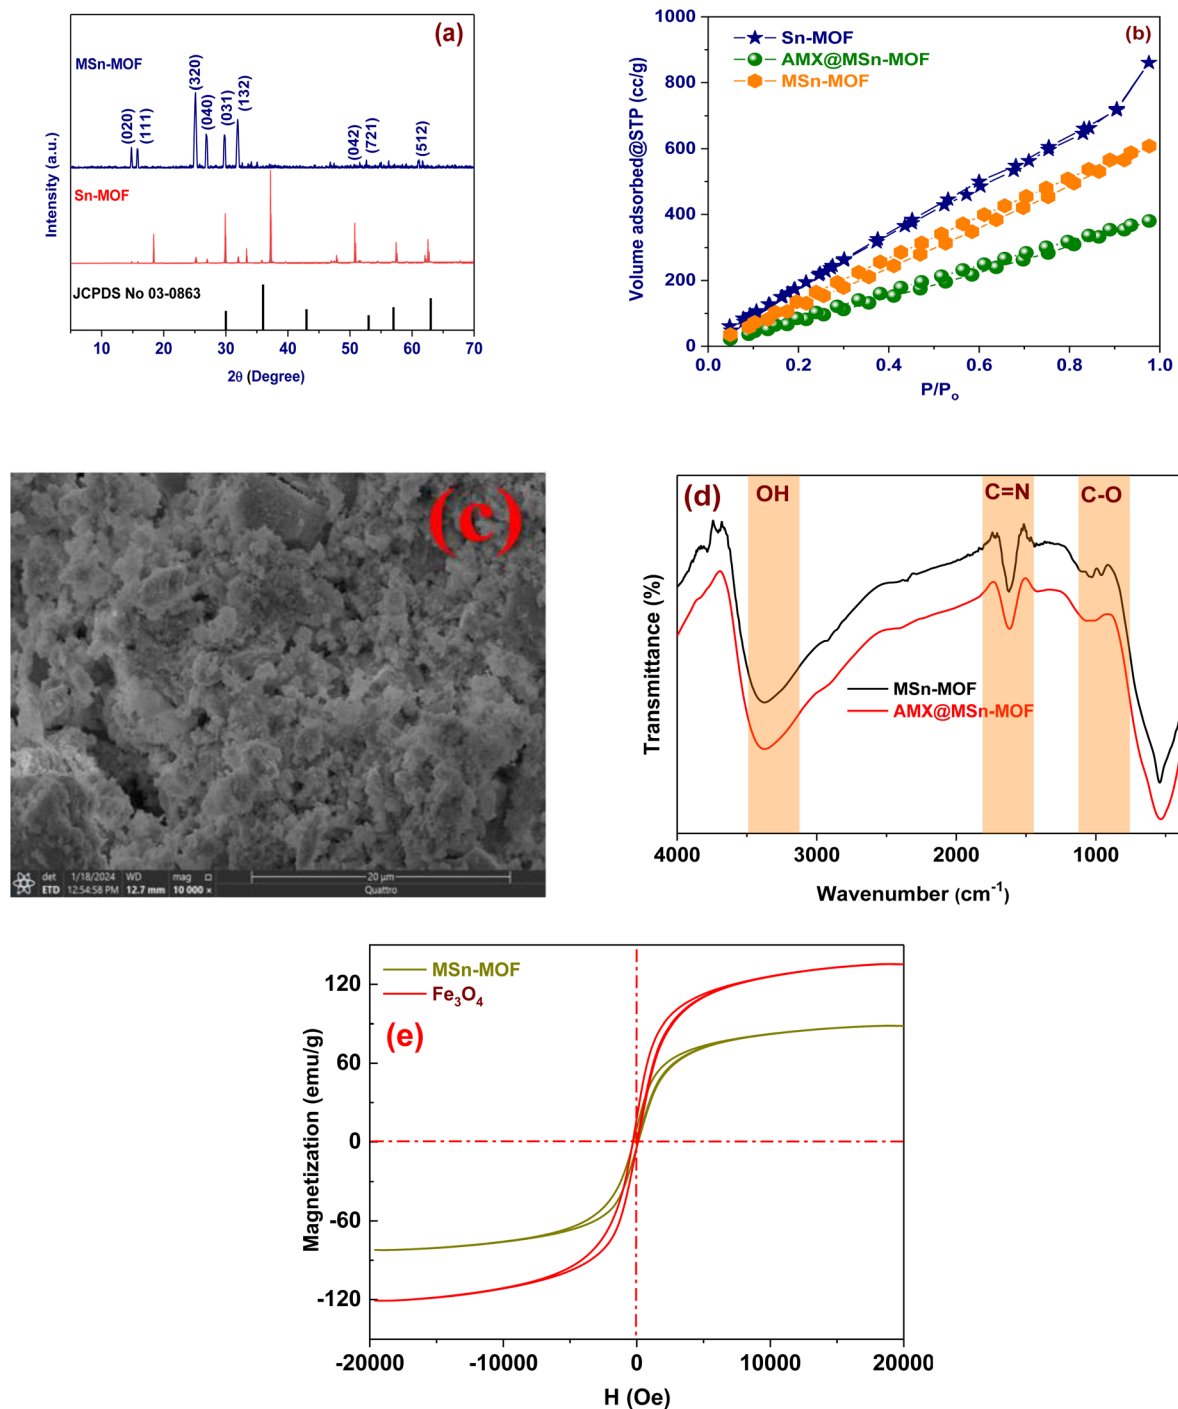 (a)
MSn-MOF
(020)
(111)
(320)
(040)
(031)
(132)
(042)
(721)
(512)
Sn-MOF
JCPDS No 03-0863
Intensity (a.u.)
10 20 30 40 50 60 70
2θ (Degree)
(b)
Sn-MOF
AMX@MSn-MOF
MSn-MOF
Volume adsorbed@STP (cc/g)
1000
800
600
400
200
0
0.0 0.2 0.4 0.6 0.8 1.0
P/Po
(c)
det 1/18/2024 WD mag 20 µm
ETD 12:54:58 PM 12.7 mm 10 000 x Quattro
(d)
OH
C=N
C-O
MSn-MOF
AMX@MSn-MOF
Transmittance (%)
4000 3000 2000 1000
Wavenumber (cm-1)
MSn-MOF
Fe3O4
(e)
Magnetization (emu/g)
120
60
0
-60
-120
-20000 -10000 0 10000 20000
H (Oe)